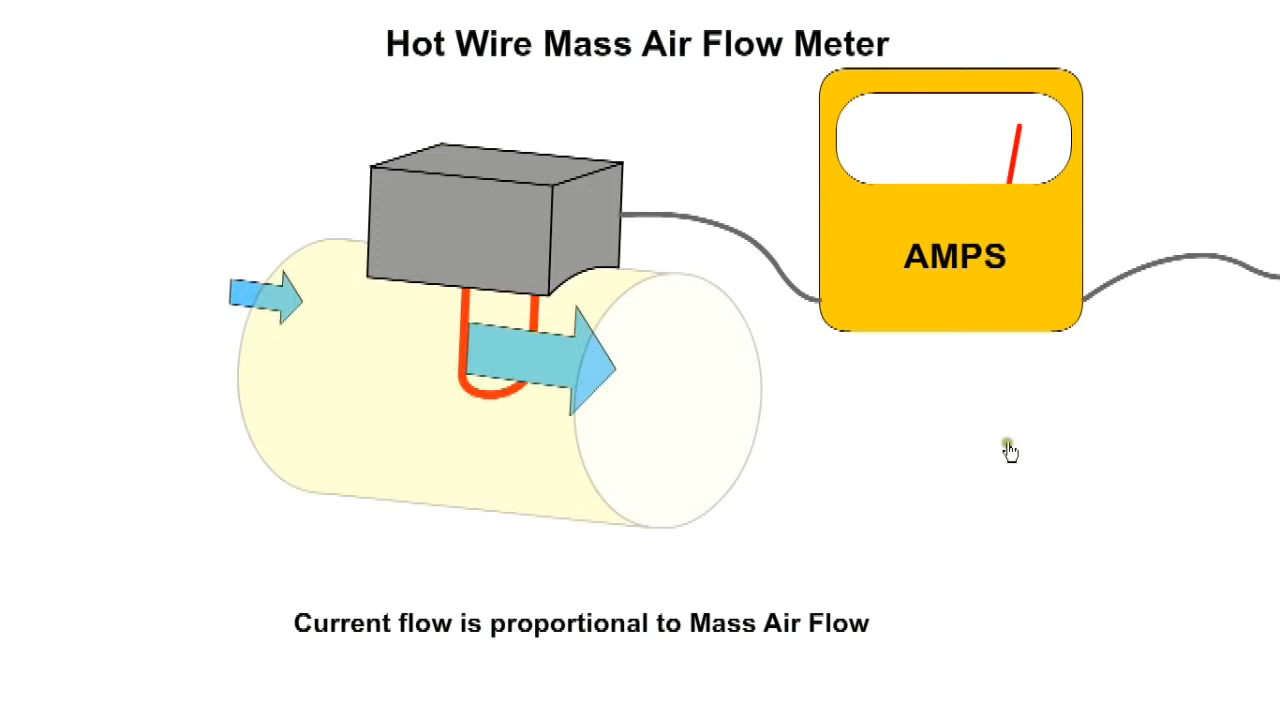 Hot Wire Mass Air Flow Meter
AMPS
Current flow is proportional to Mass Air Flow